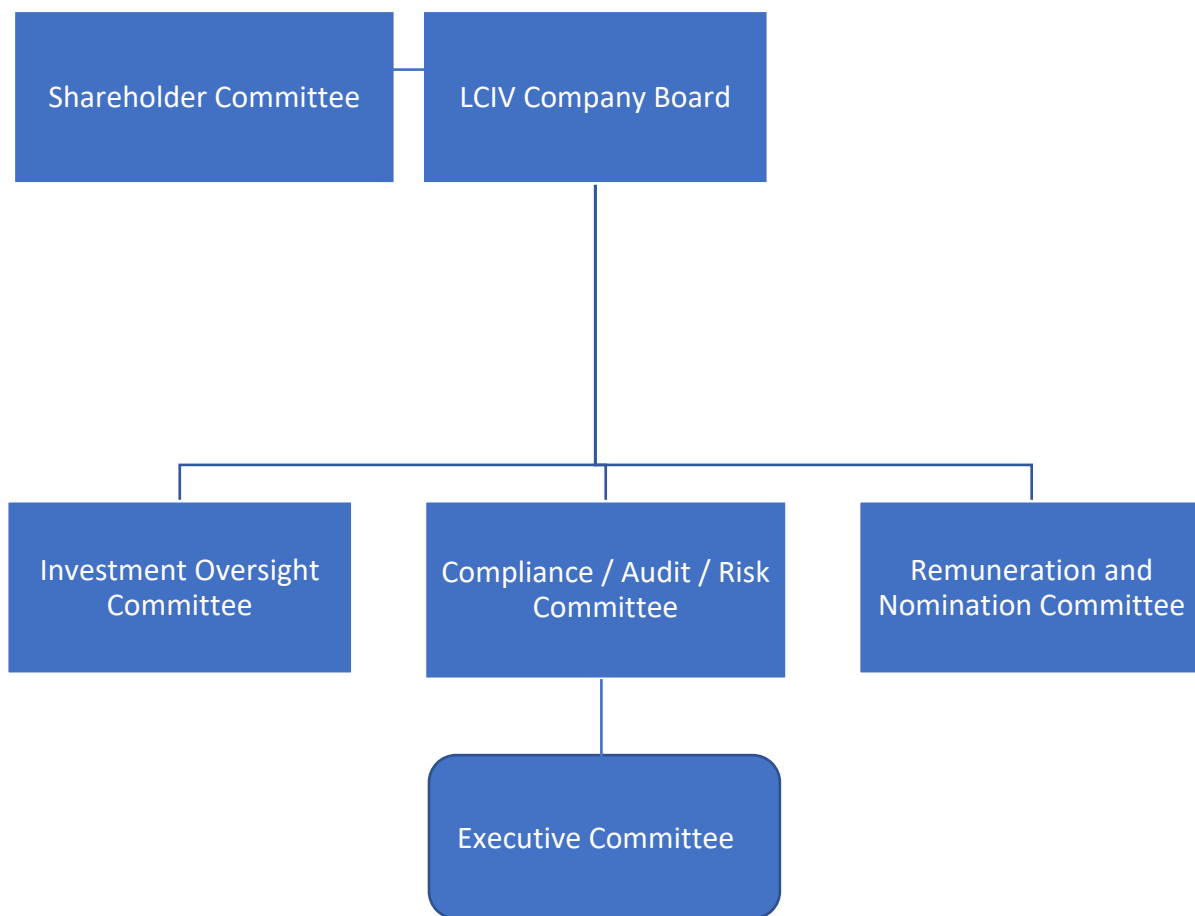 Shareholder Committee
LCIV Company Board
Investment Oversight
Committee
Compliance / Audit / Risk
Committee
Remuneration and
Nomination Committee
Executive Committee